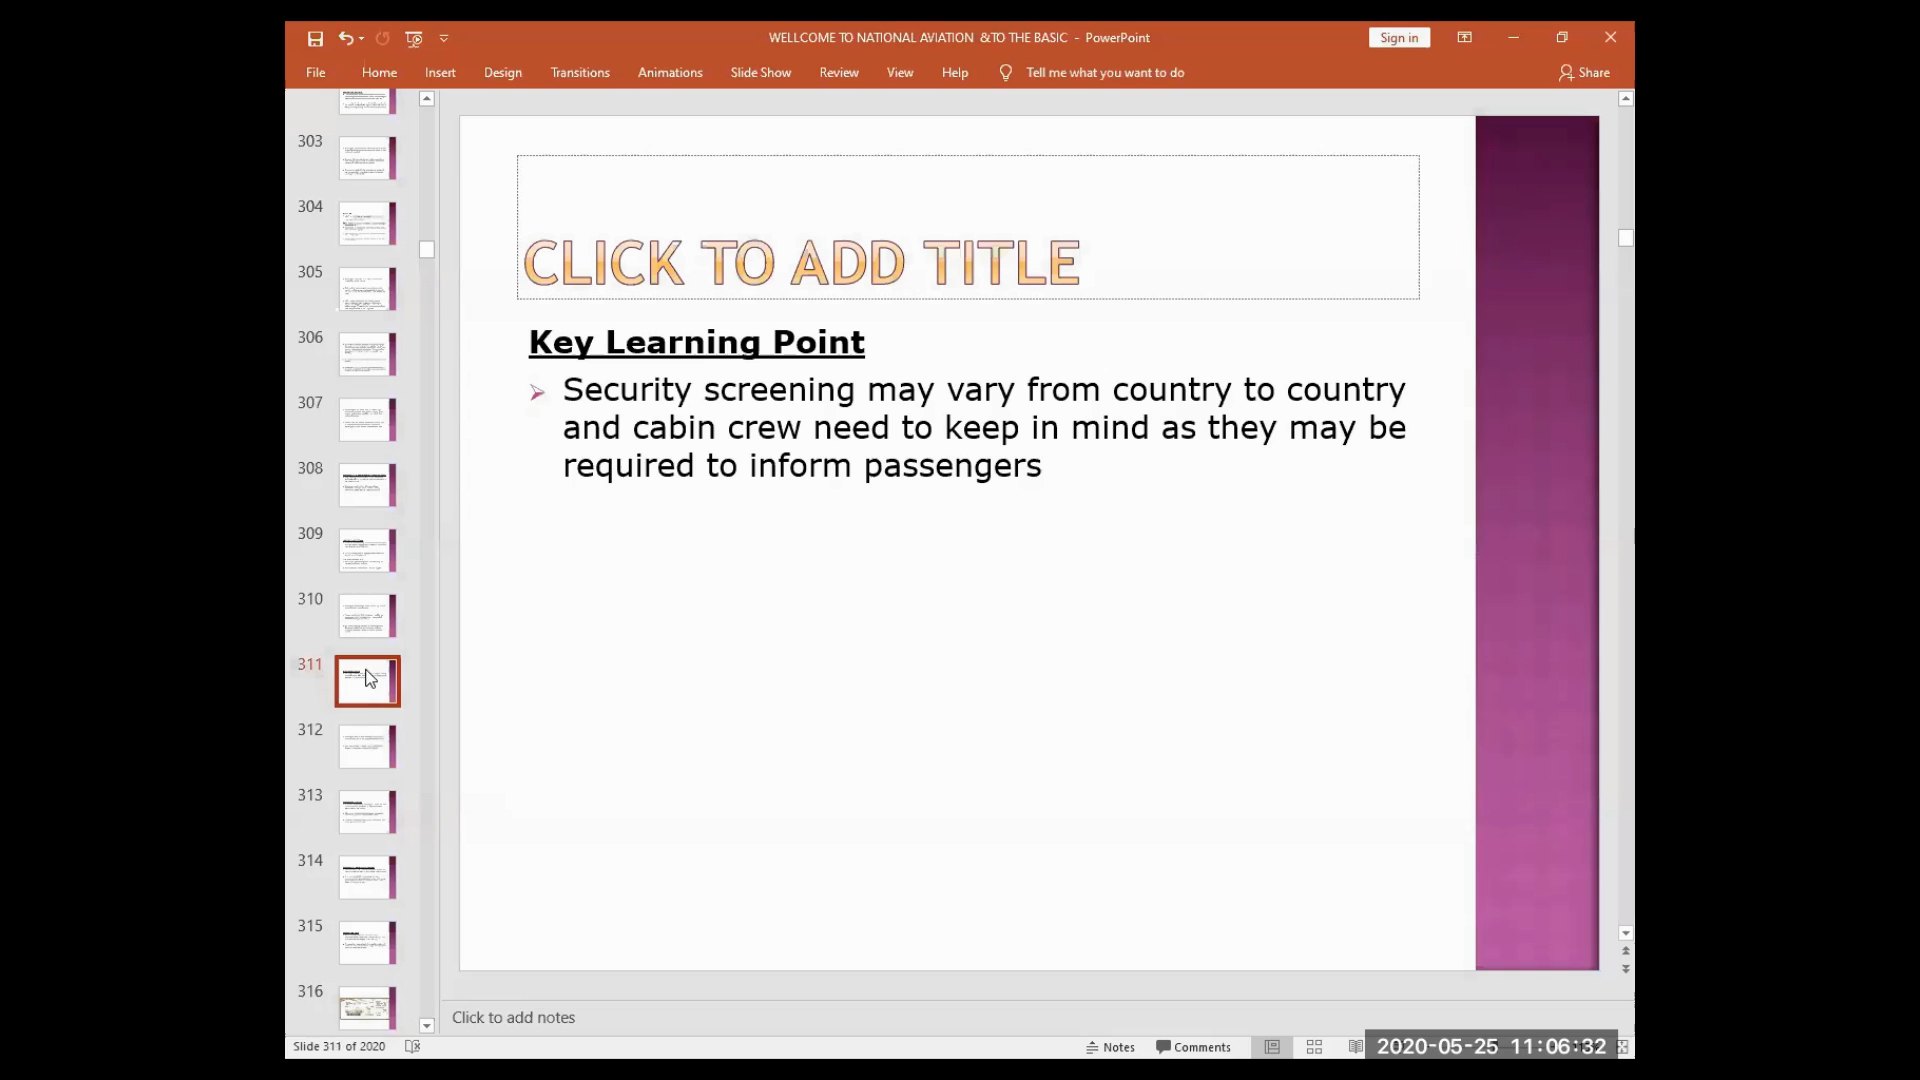 WELLCOME TO NATIONAL AVIATION &TO THE BASIC - PowerPoint
Sign in
File Home Insert Design Transitions Animations Slide Show Review View Help Tell me what you want to do Share
303
304
305
306
307
308
309
310
311
312
313
314
315
316
CLICK TO ADD TITLE
Key Learning Point
Security screening may vary from country to country
and cabin crew need to keep in mind as they may be
required to inform passengers
Click to add notes
Slide 311 of 2020
Notes Comments
2020-05-25 11:06:32